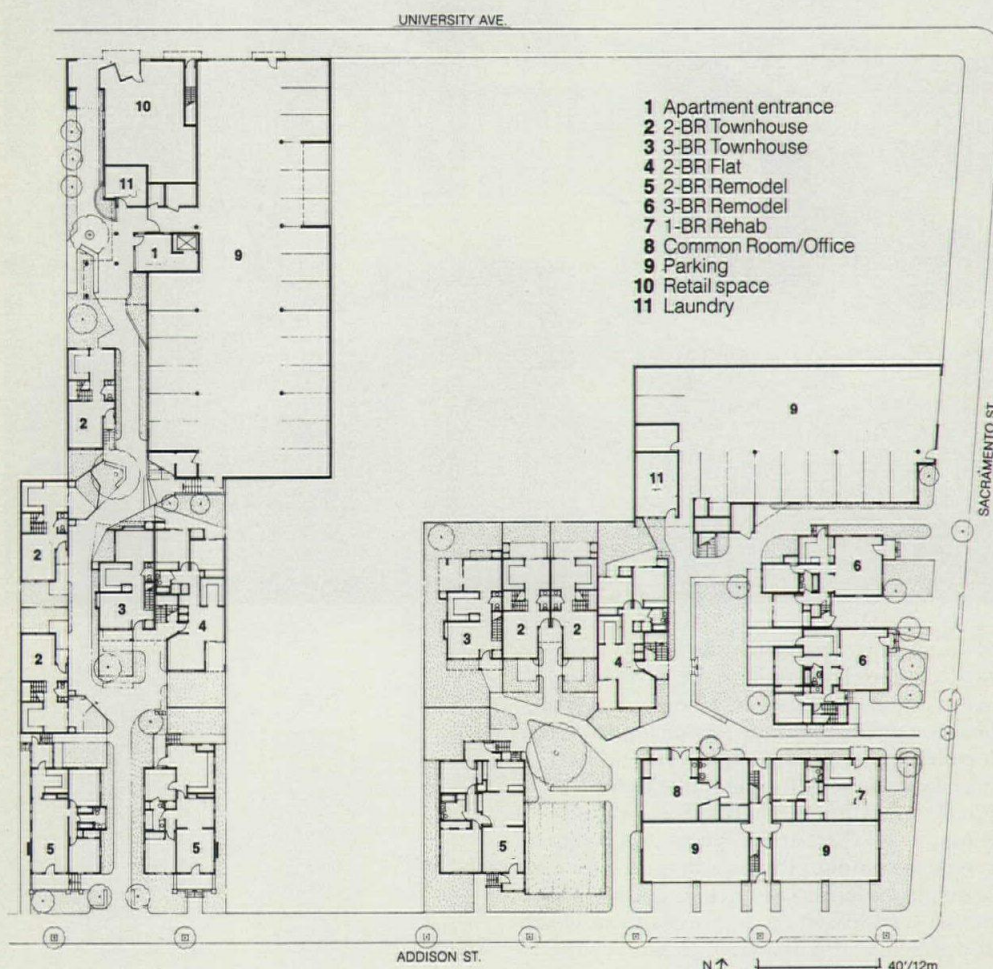 UNIVERSITY AVE.
1 Apartment entrance
2 2-BR Townhouse
3 3-BR Townhouse
4 2-BR Flat
5 2-BR Remodel
6 3-BR Remodel
7 1-BR Rehab
8 Common Room/Office
9 Parking
10 Retail space
11 Laundry
10
11
1
9
2
9
SACRAMENTO ST.
11
2
3
4
2
3
2
2
4
6
6
5
5
5
8
7
9
9
ADDISON ST.
N ↑
40'/12m